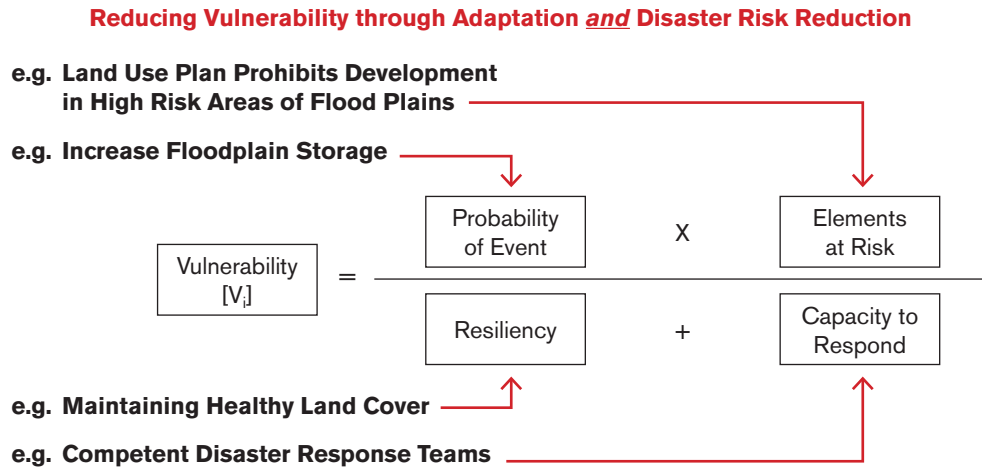 Reducing Vulnerability through Adaptation and Disaster Risk Reduction
e.g. Land Use Plan Prohibits Development
in High Risk Areas of Flood Plains
e.g. Increase Floodplain Storage
Probability
of Event
X
Elements
at Risk
Vulnerability
[Vi]
=
Resiliency
+
Capacity to
Respond
e.g. Maintaining Healthy Land Cover
e.g. Competent Disaster Response Teams